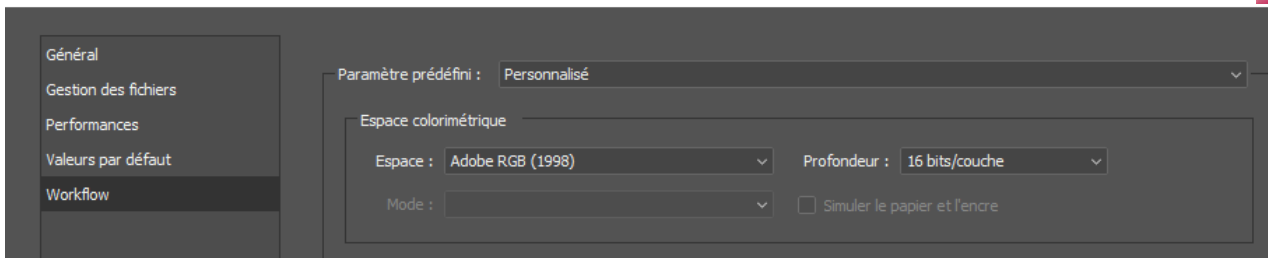 Général
Gestion des fichiers
Performances
Valeurs par défaut
Workflow
Paramètre prédéfini : Personnalisé
Espace colorimétrique
Espace : Adobe RGB (1998) Profondeur : 16 bits/couche
Mode : Simuler le papier et l'encre